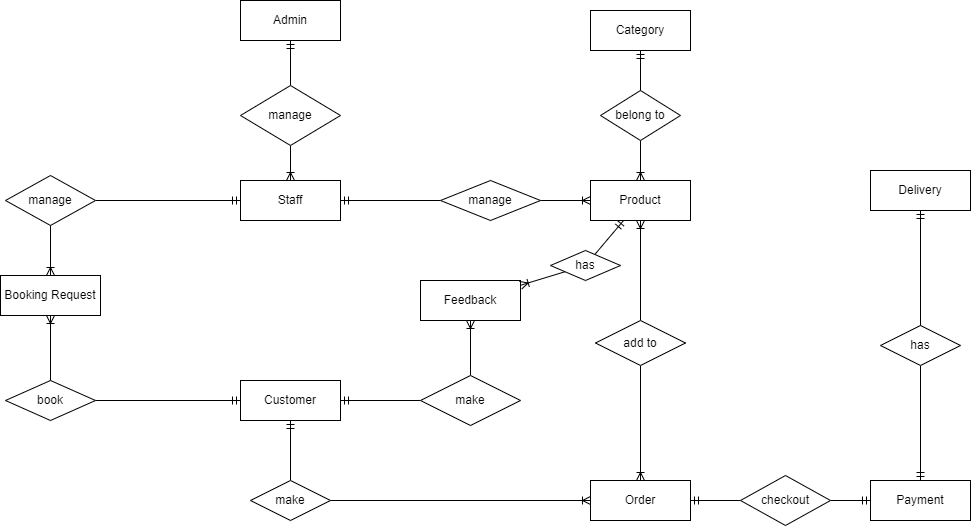 Admin
Category
manage
belong to
Delivery
manage
Staff
manage
Product
has
Booking Request
Feedback
add to
has
book
Customer
make
make
Order
checkout
Payment